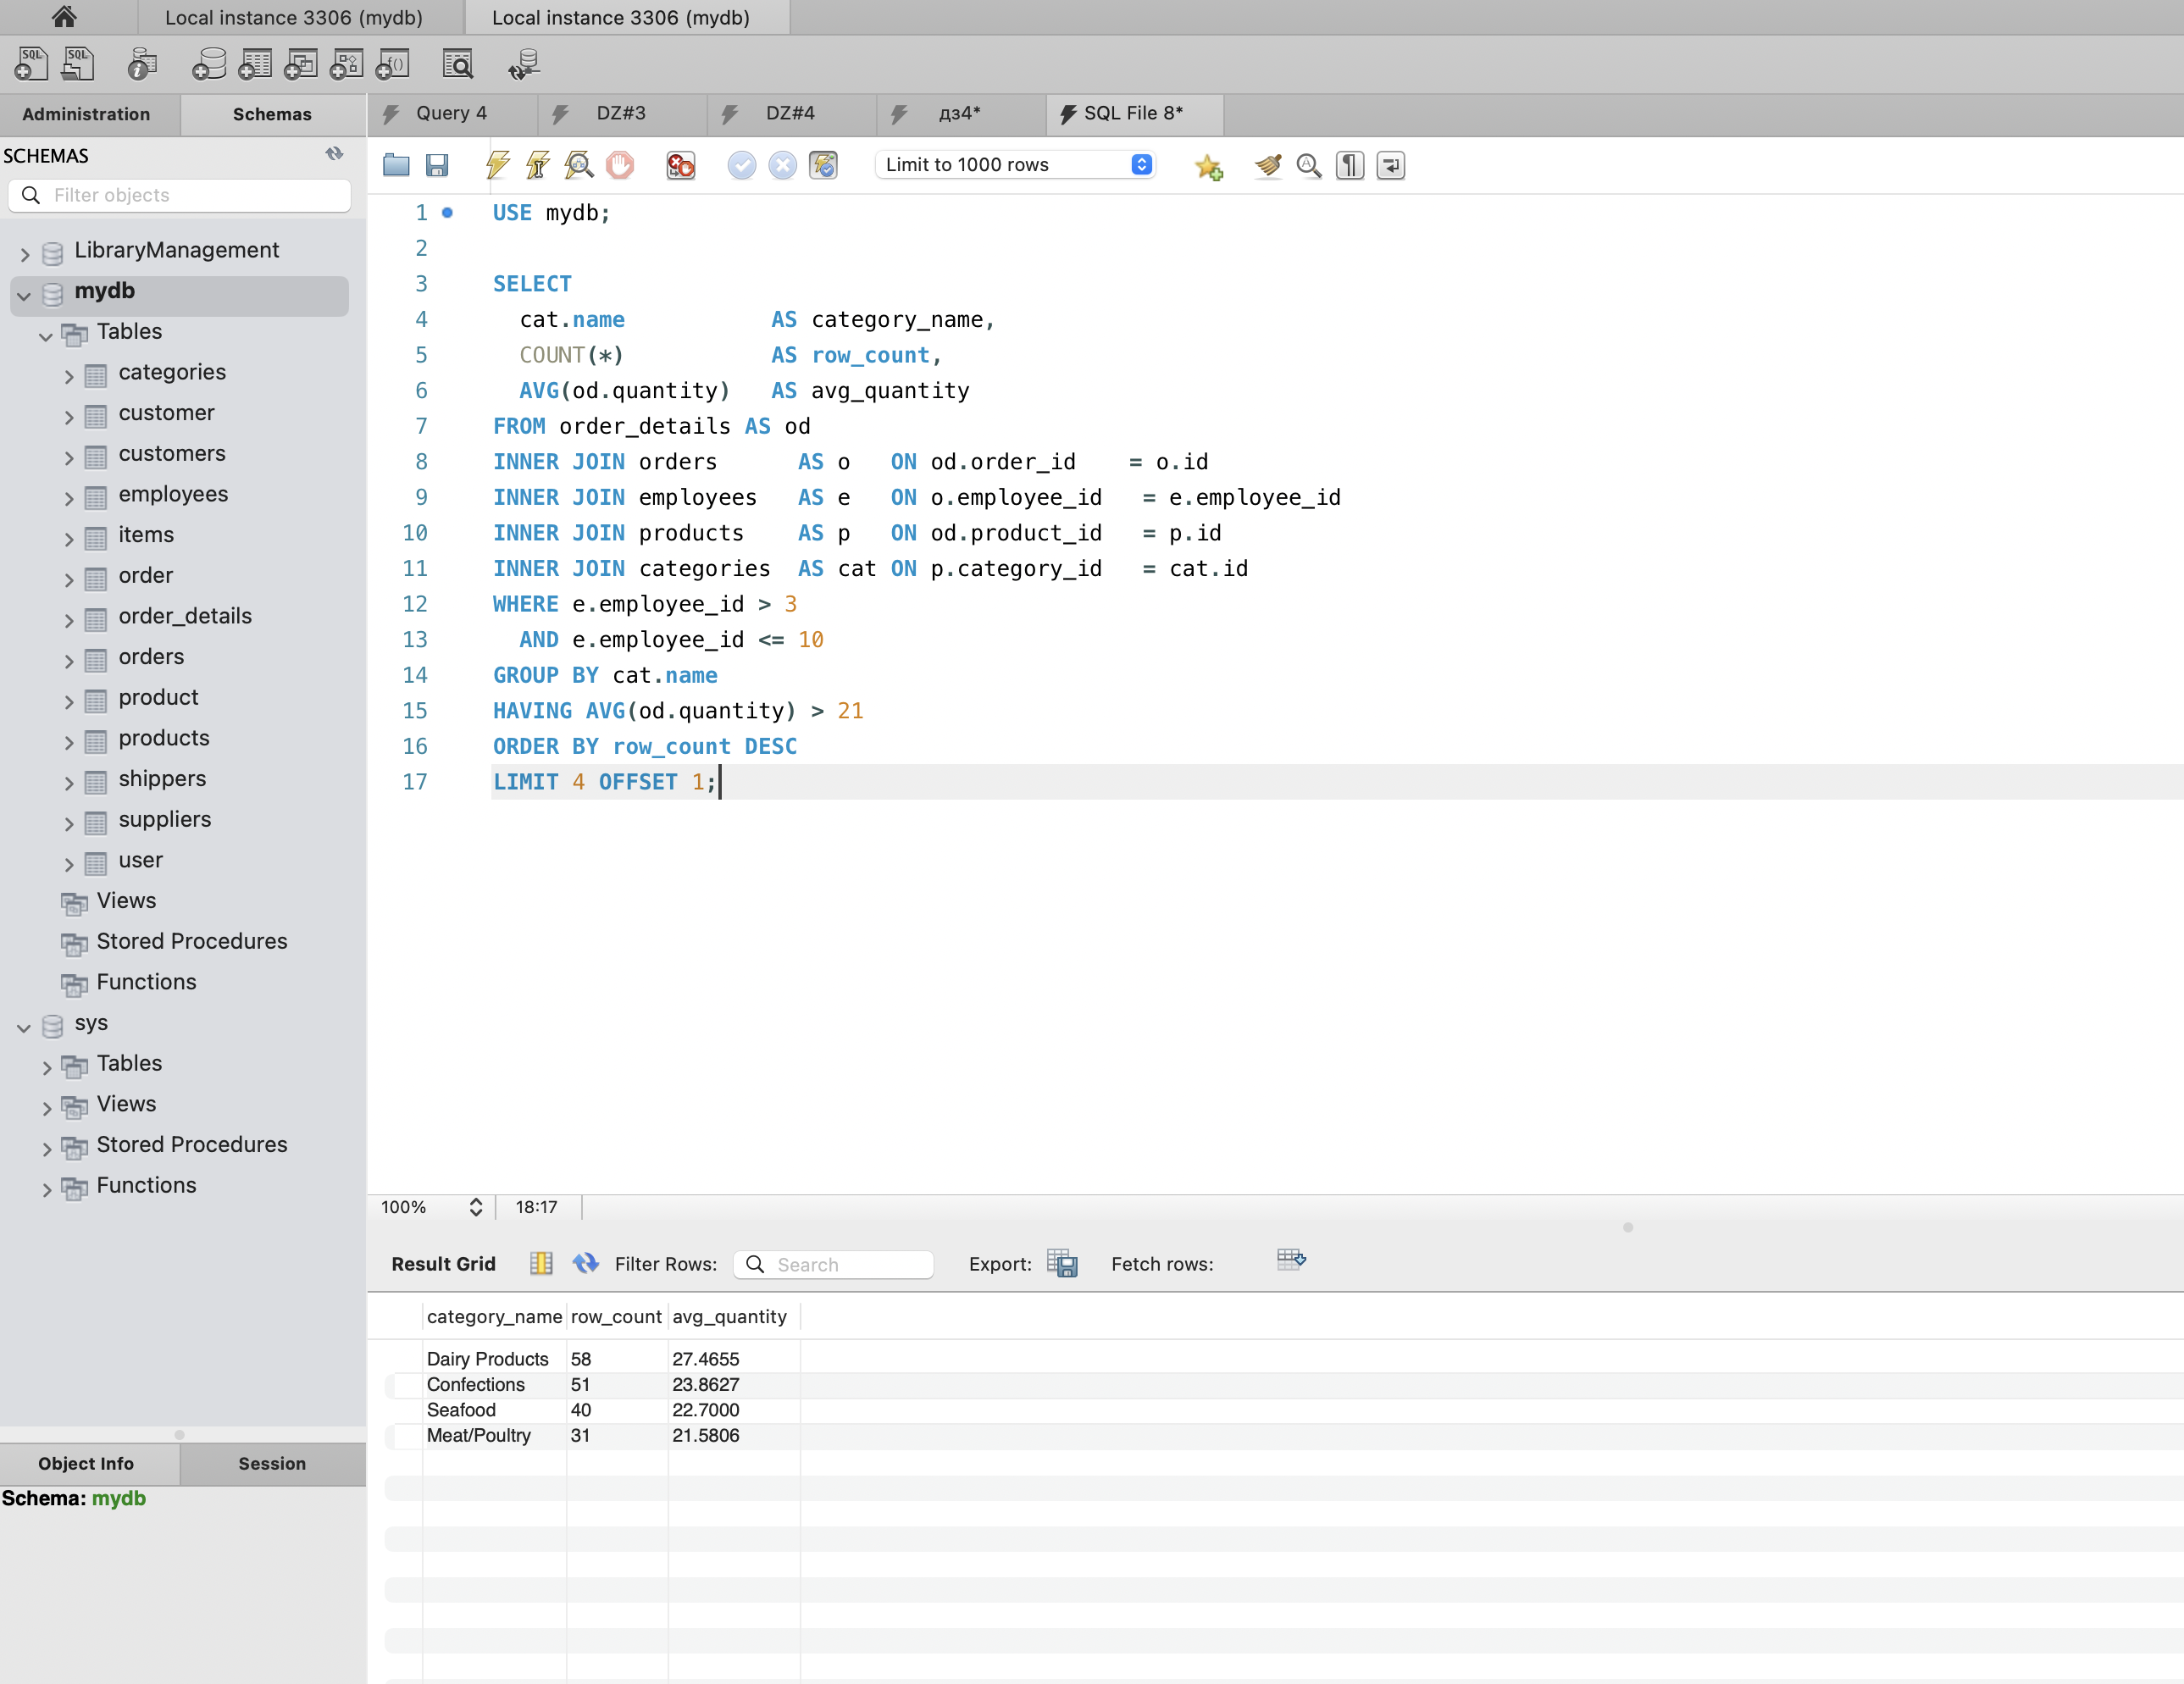 Local instance 3306 (mydb)
Local instance 3306 (mydb)
Administration
Schemas
Query 4
DZ#3
DZ#4
дз4*
SQL File 8*
SCHEMAS
Filter objects
LibraryManagement
mydb
Tables
categories
customer
customers
employees
items
order
order_details
orders
product
products
shippers
suppliers
user
Views
Stored Procedures
Functions
sys
Tables
Views
Stored Procedures
Functions
Object Info
Session
Schema: mydb
Limit to 1000 rows
1 USE mydb;
2
3 SELECT
4 cat.name AS category_name,
5 COUNT(*) AS row_count,
6 AVG(od.quantity) AS avg_quantity
7 FROM order_details AS od
8 INNER JOIN orders AS o ON od.order_id = o.id
9 INNER JOIN employees AS e ON o.employee_id = e.employee_id
10 INNER JOIN products AS p ON od.product_id = p.id
11 INNER JOIN categories AS cat ON p.category_id = cat.id
12 WHERE e.employee_id > 3
13 AND e.employee_id <= 10
14 GROUP BY cat.name
15 HAVING AVG(od.quantity) > 21
16 ORDER BY row_count DESC
17 LIMIT 4 OFFSET 1;
100% 18:17
Result Grid Filter Rows: Search Export: Fetch rows:
category_name row_count avg_quantity
Dairy Products 58 27.4655
Confections 51 23.8627
Seafood 40 22.7000
Meat/Poultry 31 21.5806